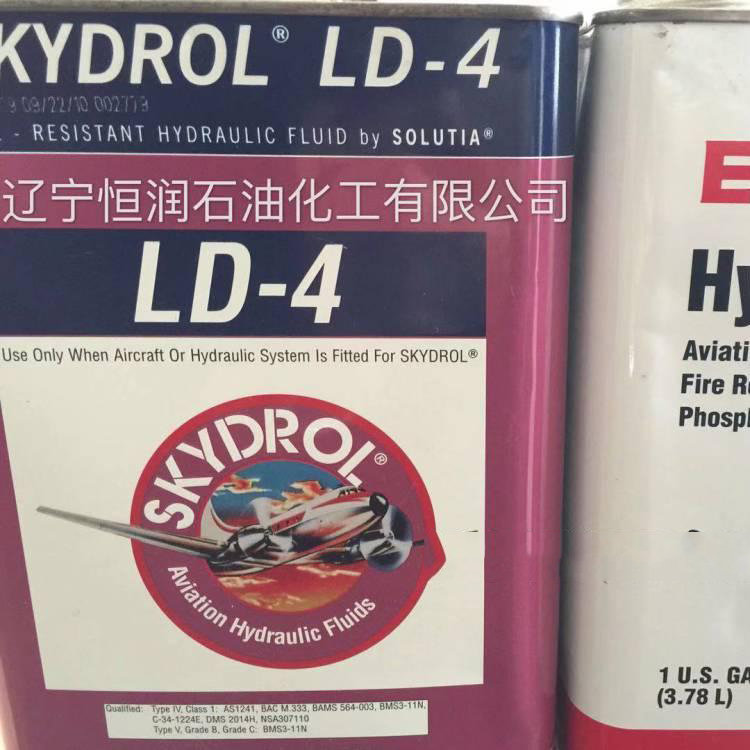 KYDROL® LD-4
9 09/22/10 002779
- RESISTANT HYDRAULIC FLUID by SOLUTIA®
辽宁恒润石油化工有限公司
LD-4
Use Only When Aircraft Or Hydraulic System Is Fitted For SKYDROL®
SKYDROL®
Aviation Hydraulic Fluids
Qualified: Type IV, Class 1: AS1241, BAC M.333, BAMS 564-003, BMS3-11N,
C-34-1224E, DMS 2014H, NSA307110
Type V, Grade B, Grade C: BMS3-11N
Hy
Aviati
Fire R
Phosp
1 U.S. GA
(3.78 L)